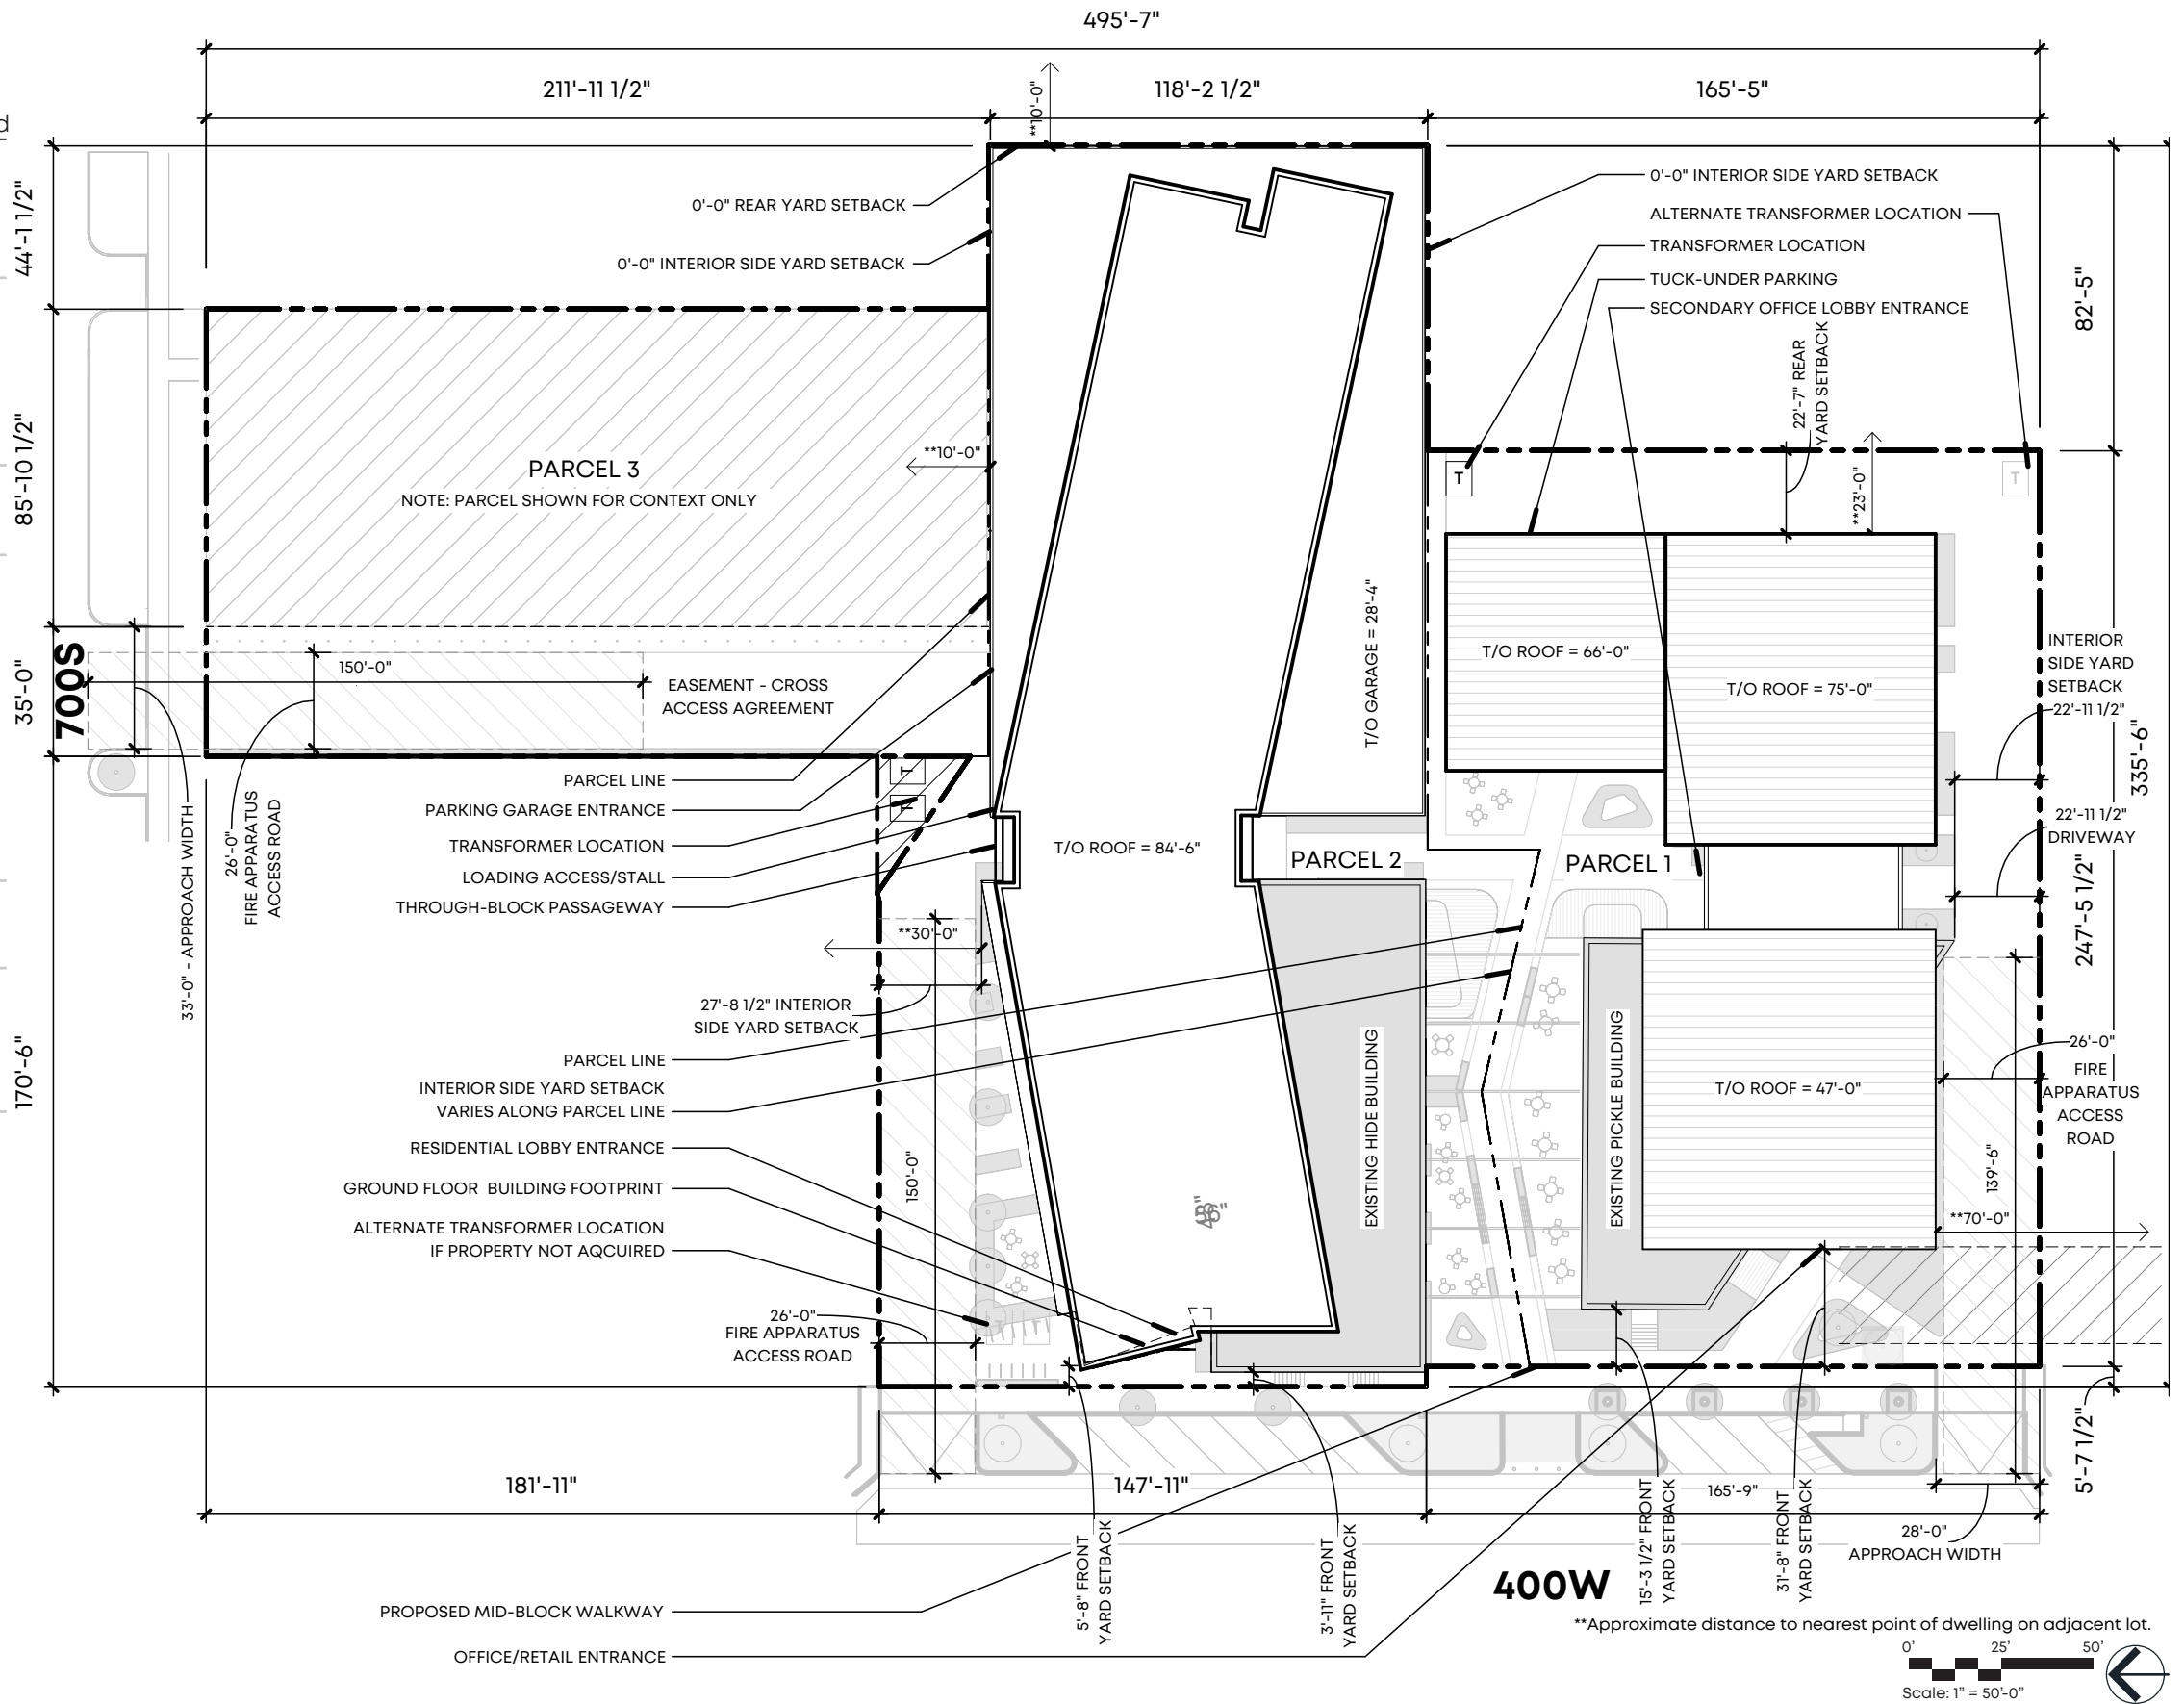 495'-7"
211'-11 1/2"
118'-2 1/2"
165'-5"
**10'-0"
d
44'-1 1/2"
85'-10 1/2"
35'-0"
170'-6"
700S
0'-0" REAR YARD SETBACK
0'-0" INTERIOR SIDE YARD SETBACK
0'-0" INTERIOR SIDE YARD SETBACK
ALTERNATE TRANSFORMER LOCATION
TRANSFORMER LOCATION
TUCK-UNDER PARKING
SECONDARY OFFICE LOBBY ENTRANCE
22'-7" REAR
YARD SETBACK
**23'-0"
82'-5"
T
T
PARCEL 3
NOTE: PARCEL SHOWN FOR CONTEXT ONLY
**10'-0"
150'-0"
EASEMENT - CROSS
ACCESS AGREEMENT
33'-0" - APPROACH WIDTH
26'-0"
FIRE APPARATUS
ACCESS ROAD
T/O GARAGE = 28'-4"
T/O ROOF = 66'-0"
T/O ROOF = 75'-0"
INTERIOR
SIDE YARD
SETBACK
22'-11 1/2"
335'-6"
22'-11 1/2"
DRIVEWAY
247'-5 1/2"
PARCEL LINE
PARKING GARAGE ENTRANCE
TRANSFORMER LOCATION
LOADING ACCESS/STALL
THROUGH-BLOCK PASSAGEWAY
T
T
T/O ROOF = 84'-6"
PARCEL 2
PARCEL 1
**30'-0"
27'-8 1/2" INTERIOR
SIDE YARD SETBACK
PARCEL LINE
INTERIOR SIDE YARD SETBACK
VARIES ALONG PARCEL LINE
RESIDENTIAL LOBBY ENTRANCE
GROUND FLOOR BUILDING FOOTPRINT
ALTERNATE TRANSFORMER LOCATION
IF PROPERTY NOT AQCUIRED
150'-0"
26'-0"
FIRE APPARATUS
ACCESS ROAD
T
T
EXISTING HIDE BUILDING
EXISTING PICKLE BUILDING
T/O ROOF = 47'-0"
26'-0"
FIRE
APPARATUS
ACCESS
ROAD
139'-6"
**70'-0"
5'-7 1/2"
181'-11"
147'-11"
165'-9"
5'-8" FRONT
YARD SETBACK
3'-11" FRONT
YARD SETBACK
15'-3 1/2" FRONT
YARD SETBACK
31'-8" FRONT
YARD SETBACK
28'-0"
APPROACH WIDTH
400W
PROPOSED MID-BLOCK WALKWAY
OFFICE/RETAIL ENTRANCE
**Approximate distance to nearest point of dwelling on adjacent lot.
0' 25' 50'
Scale: 1" = 50'-0"